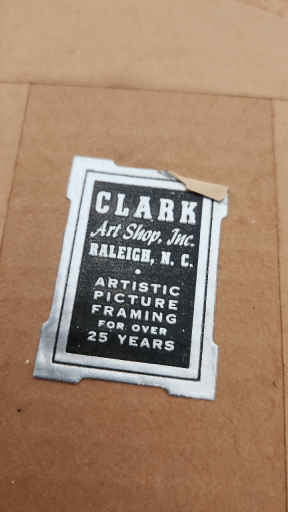 CLARK
Art Shop, Inc.
RALEIGH, N. C.
•
ARTISTIC
PICTURE
FRAMING
FOR OVER
25 YEARS